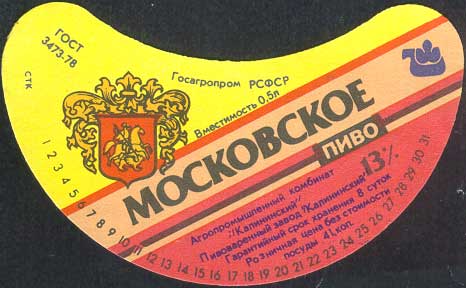 ГОСТ
3473-78
СТК
Госагропром РСФСР
Вместимость 0,5л
МОСКОВСКОЕ
ПИВО
13%
Агропромышленный комбинат
"Калининский"
Пивоваренный завод "Калининский"
Гарантийный срок хранения 8 суток
Розничная цена без стоимости
посуды 41 коп.
1 2 3 4 5 6 7 8 9 10 11 12 13 14 15 16 17 18 19 20 21 22 23 24 25 26 27 28 29 30 31